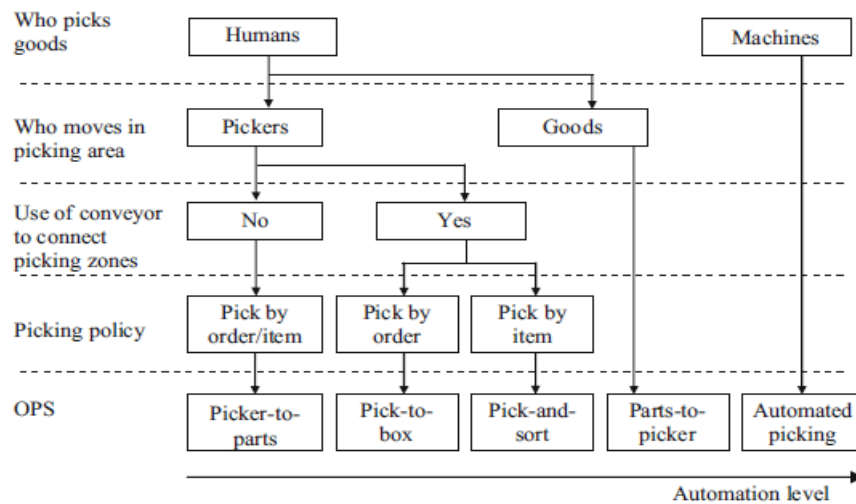 Who picks
goods
Humans
Machines
Who moves in
picking area
Pickers
Goods
Use of conveyor
to connect
picking zones
No
Yes
Picking policy
Pick by
order/item
Pick by
order
Pick by
item
OPS
Picker-to-
parts
Pick-to-
box
Pick-and-
sort
Parts-to-
picker
Automated
picking
Automation level